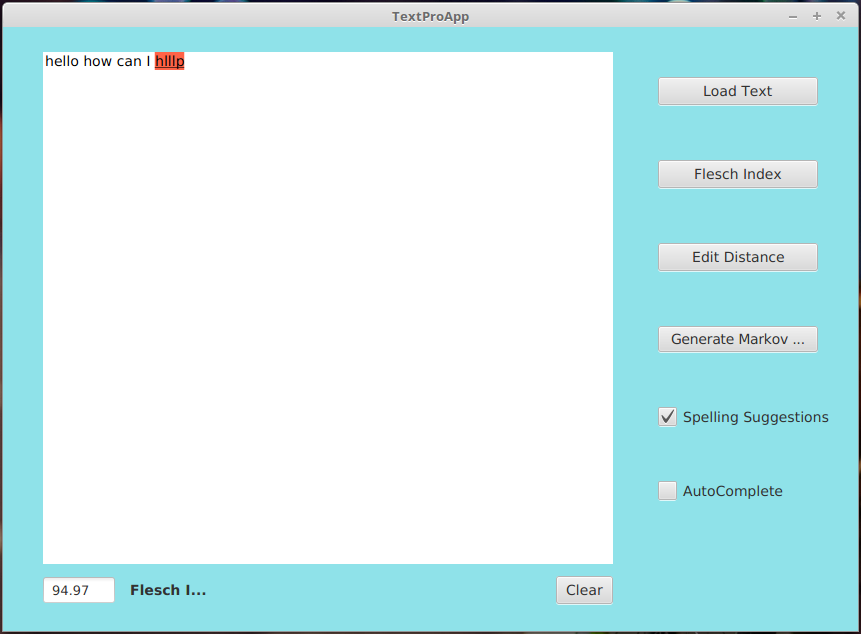 TextProApp
hello how can I hlllp
Load Text
Flesch Index
Edit Distance
Generate Markov ...
Spelling Suggestions
AutoComplete
94.97 Flesch I... Clear